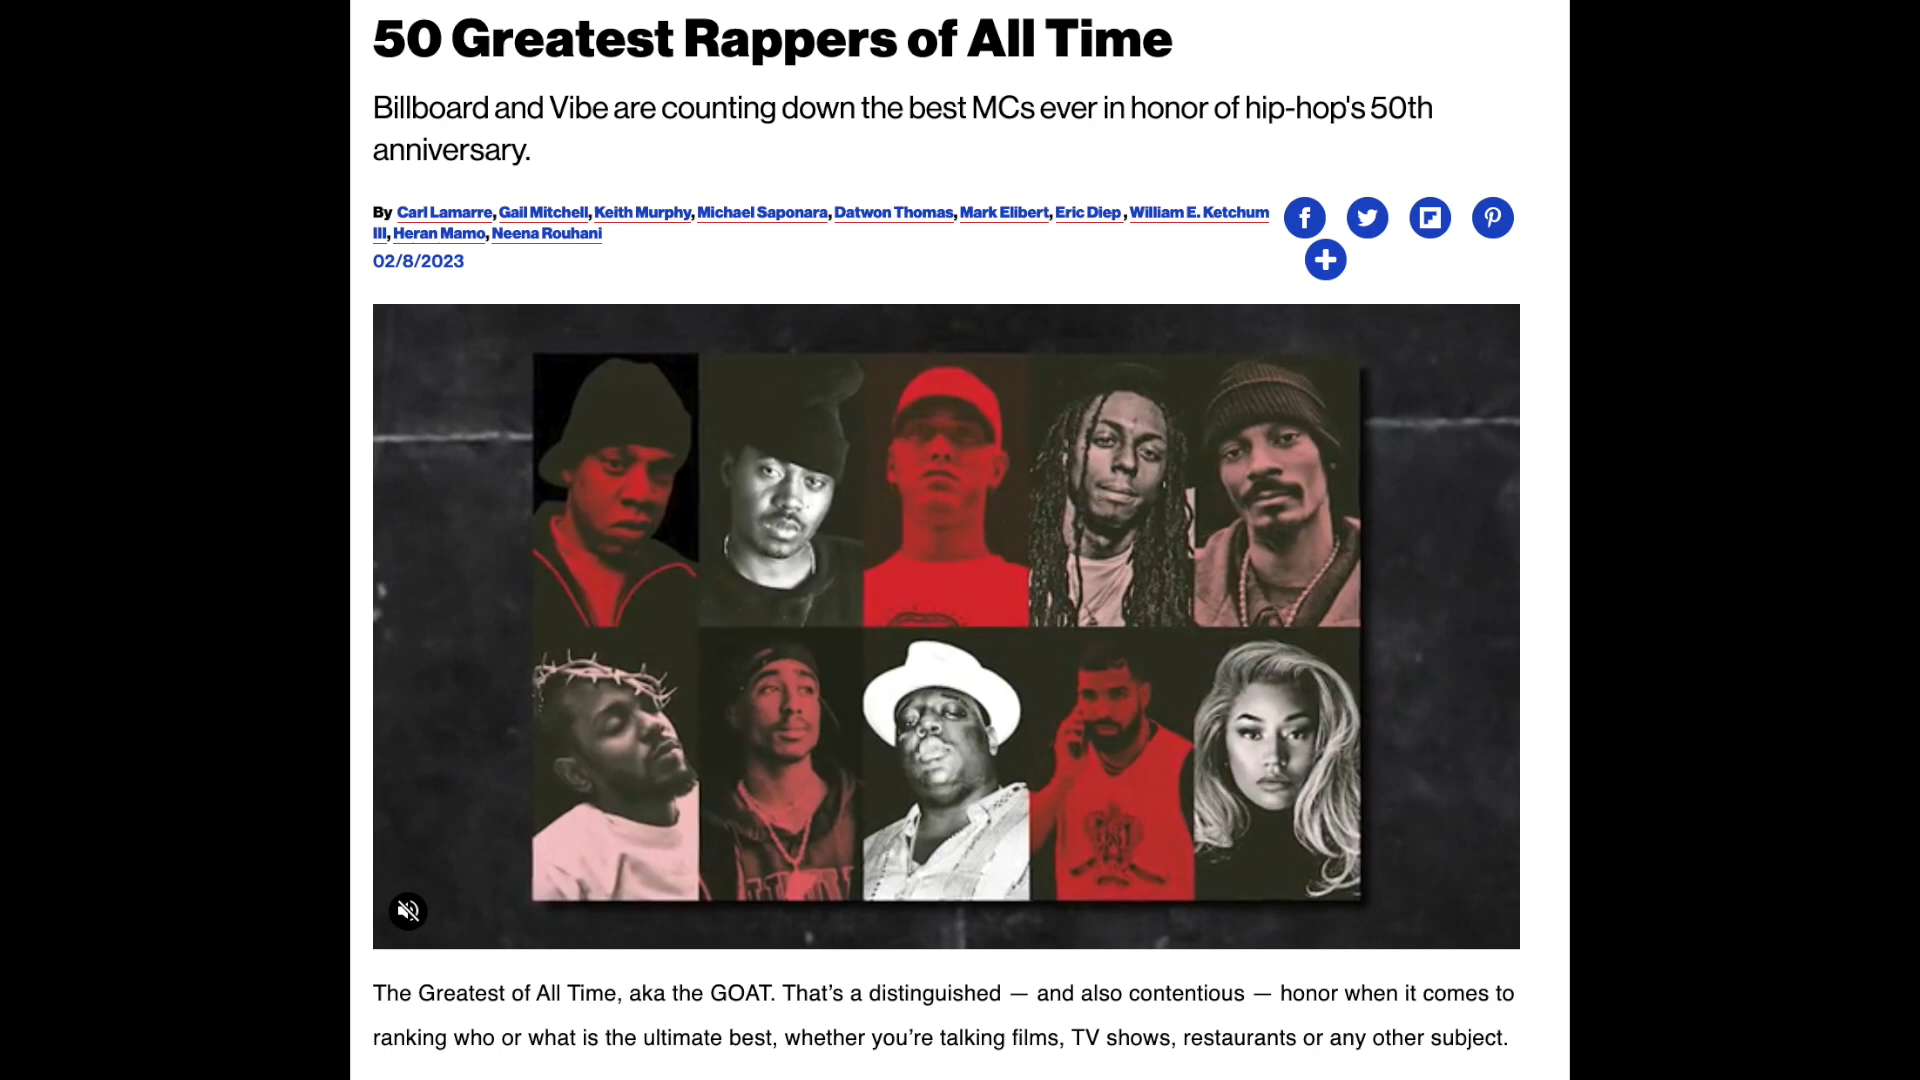 50 Greatest Rappers of All Time
Billboard and Vibe are counting down the best MCs ever in honor of hip-hop's 50th
anniversary.
By Carl Lamarre, Gail Mitchell, Keith Murphy, Michael Saponara, Datwon Thomas, Mark Elibert, Eric Diep , William E. Ketchum
III, Heran Mamo, Neena Rouhani
02/8/2023
The Greatest of All Time, aka the GOAT. That’s a distinguished — and also contentious — honor when it comes to
ranking who or what is the ultimate best, whether you’re talking films, TV shows, restaurants or any other subject.